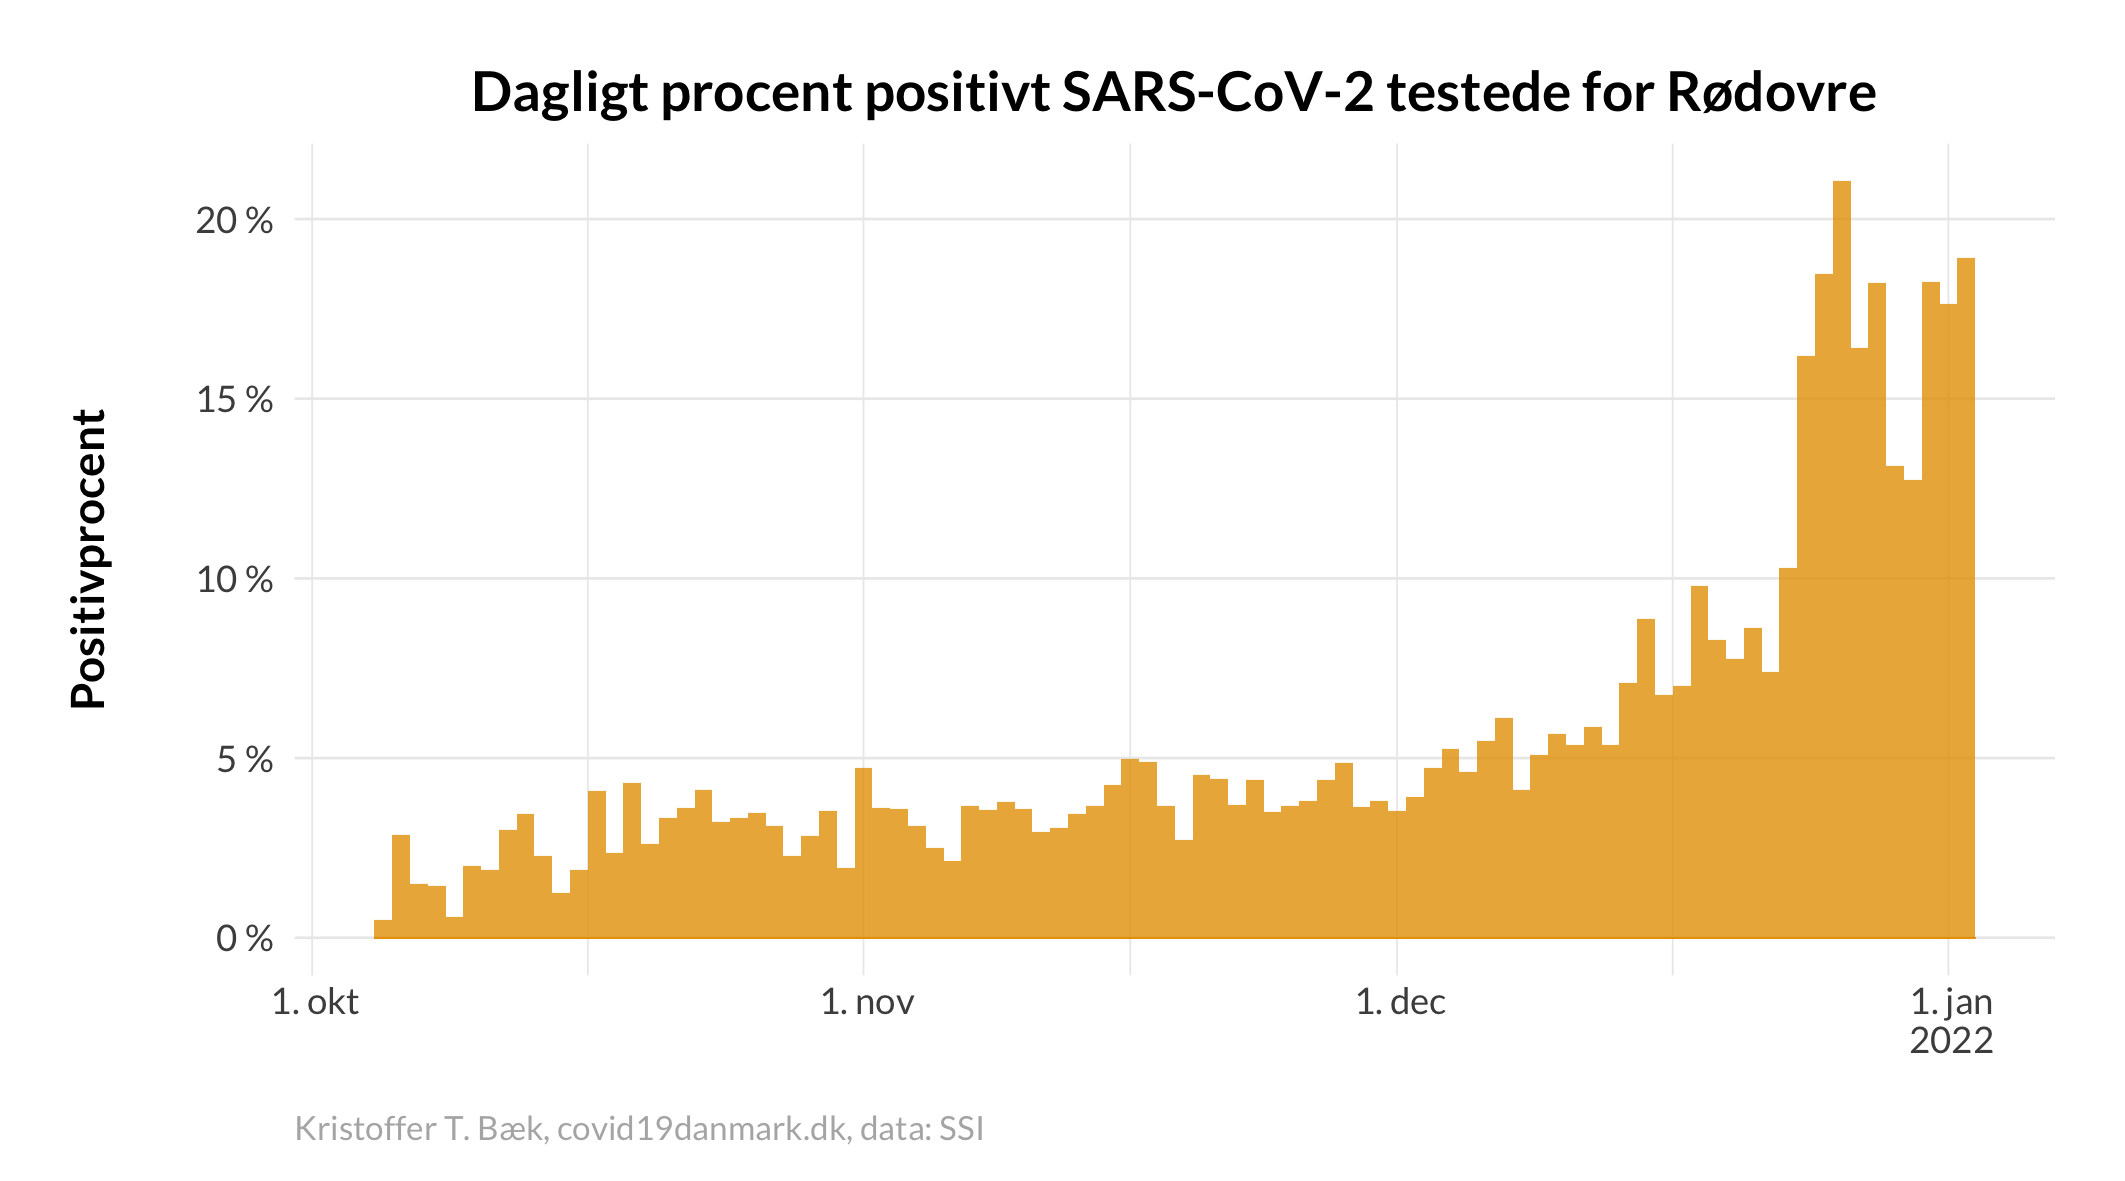 Dagligt procent positivt SARS-CoV-2 testede for Rødovre
Positivprocent
20 %
15 %
10 %
5 %
0 %
1. okt
1. nov
1. dec
1. jan
2022
Kristoffer T. Bæk, covid19danmark.dk, data: SSI